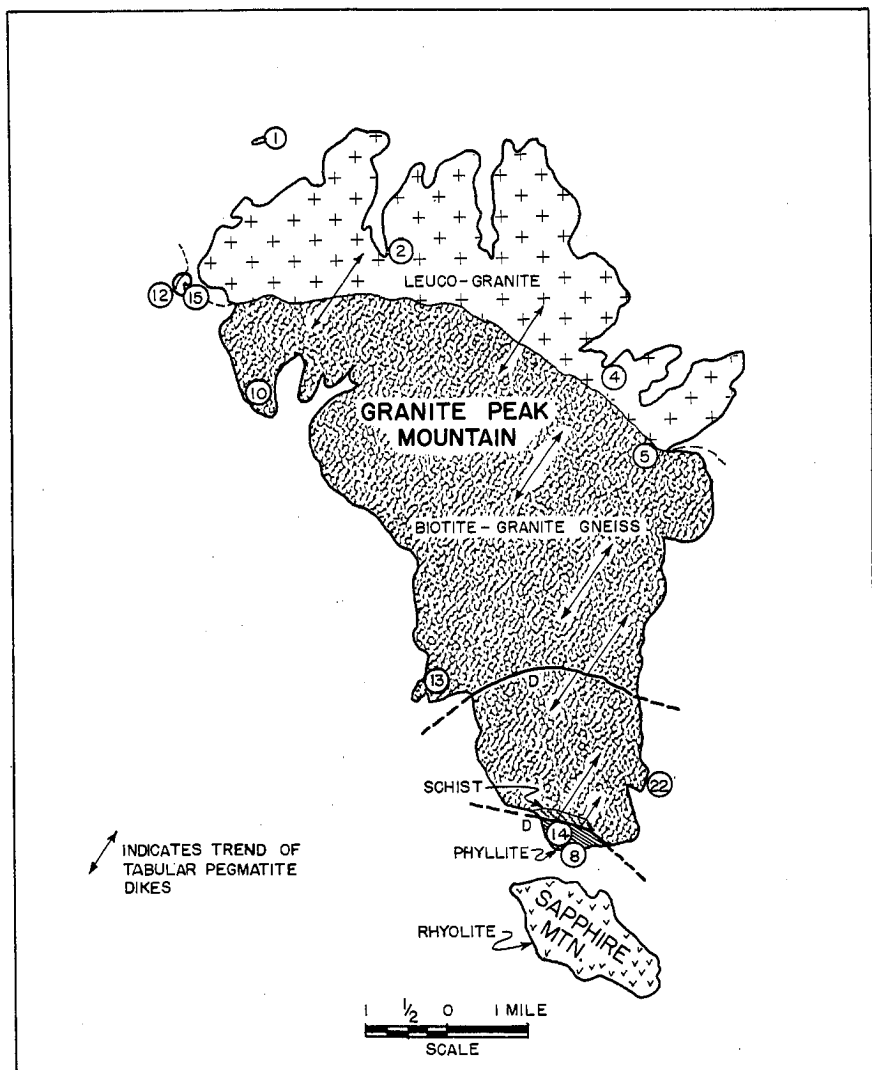 1
2
LEUCO-GRANITE
12
15
4
10
GRANITE PEAK
MOUNTAIN
5
BIOTITE-GRANITE GNEISS
13
D
SCHIST
22
D
14
PHYLLITE
8
INDICATES TREND OF
TABULAR PEGMATITE
DIKES
SAPPHIRE
MTN.
RHYOLITE
1 1/2 0 1 MILE
SCALE